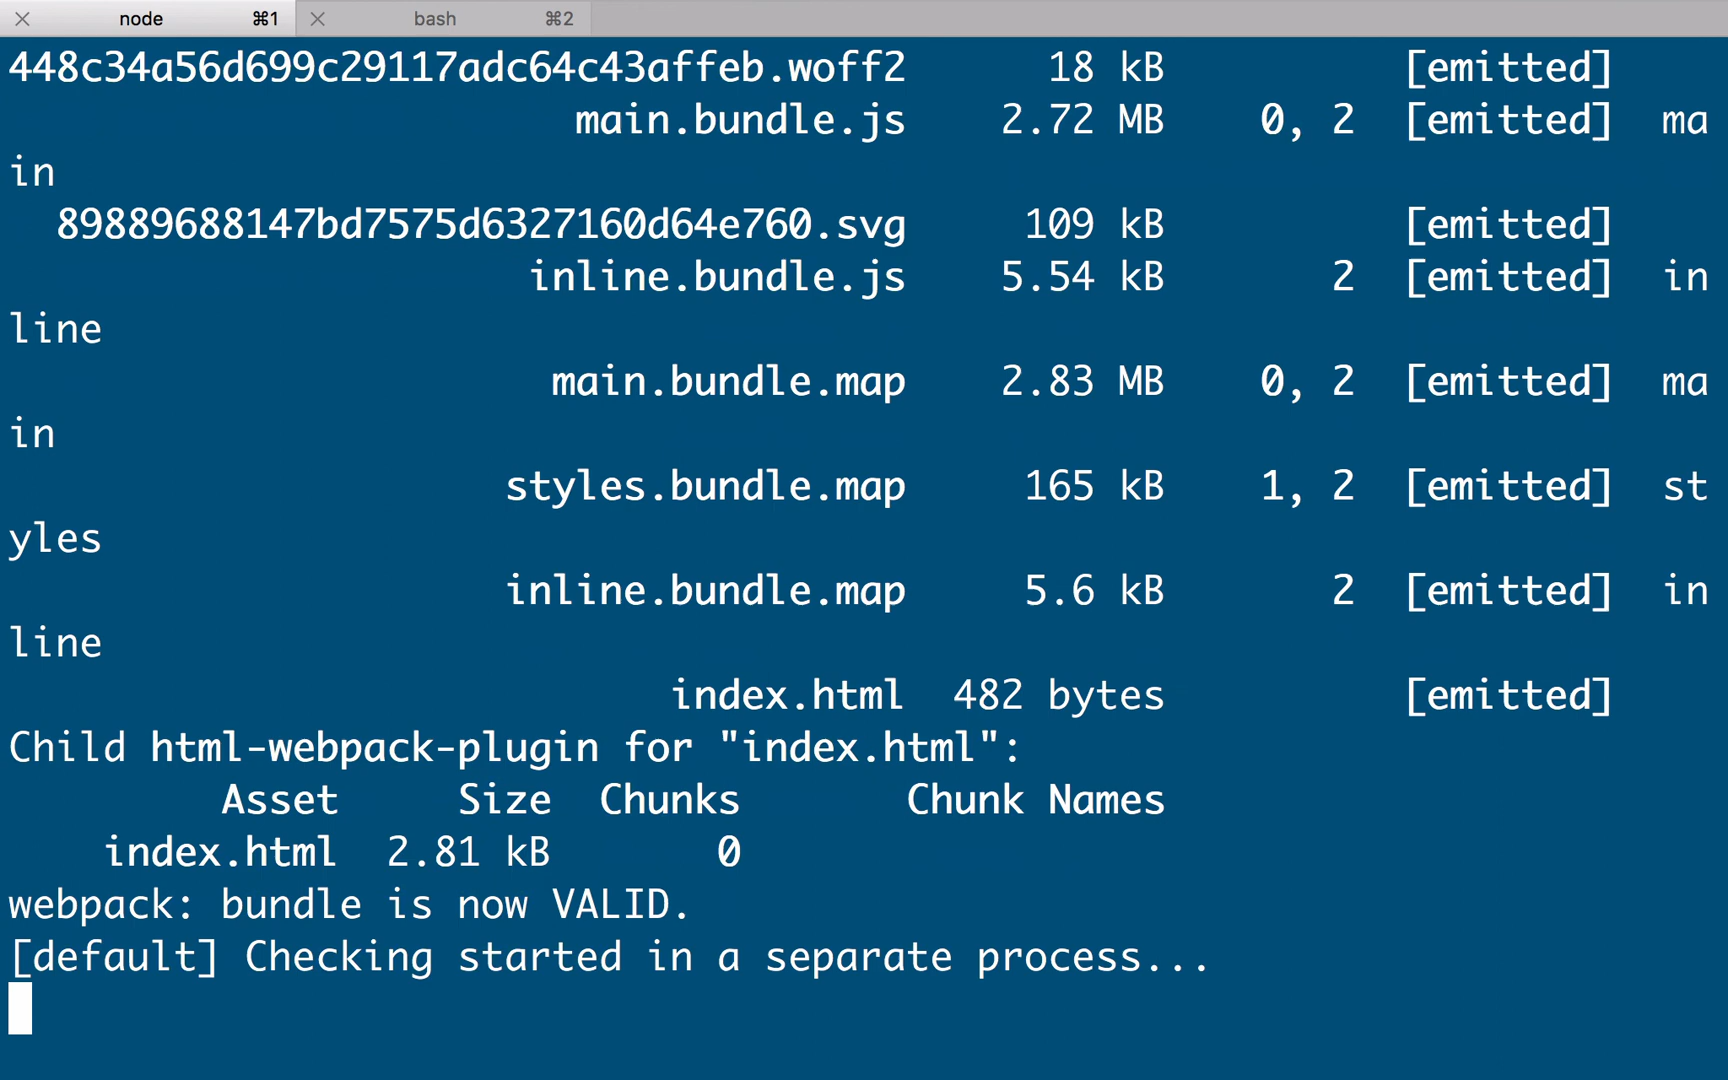 node ⌘1 bash ⌘2
448c34a56d699c29117adc64c43affeb.woff2 18 kB [emitted]
main.bundle.js 2.72 MB 0, 2 [emitted] ma
in
89889688147bd7575d6327160d64e760.svg 109 kB [emitted]
inline.bundle.js 5.54 kB 2 [emitted] in
line
main.bundle.map 2.83 MB 0, 2 [emitted] ma
in
styles.bundle.map 165 kB 1, 2 [emitted] st
yles
inline.bundle.map 5.6 kB 2 [emitted] in
line
index.html 482 bytes [emitted]
Child html-webpack-plugin for "index.html":
Asset Size Chunks Chunk Names
index.html 2.81 kB 0
webpack: bundle is now VALID.
[default] Checking started in a separate process...